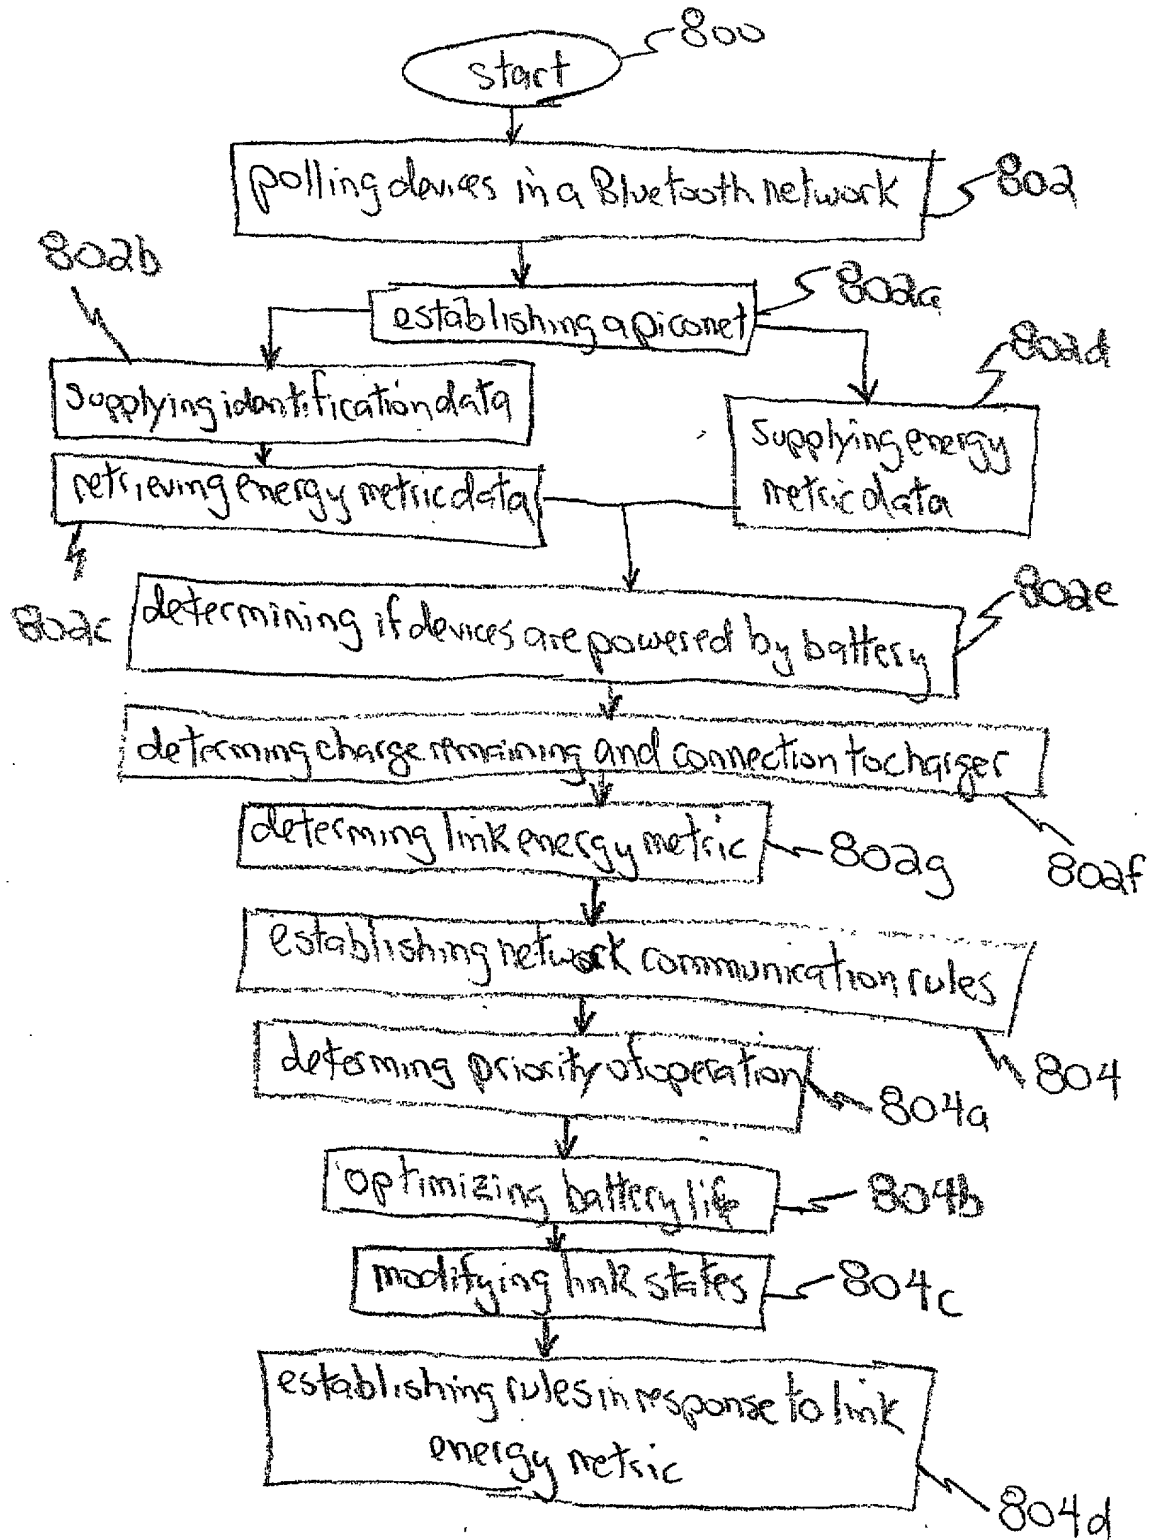 800
start
polling devices in a Bluetooth network
802
802b
establishing a piconet
802a
802d
supplying identification data
supplying energy
metric data
retrieving energy metric data
802c
determining if devices are powered by battery
802e
determing charge remaining and connection to charger
802f
determing link energy metric
802g
establishing network communication rules
804
determing priority of operation
804a
optimizing battery life
804b
modifying link states
804c
establishing rules in response to link
energy metric
804d